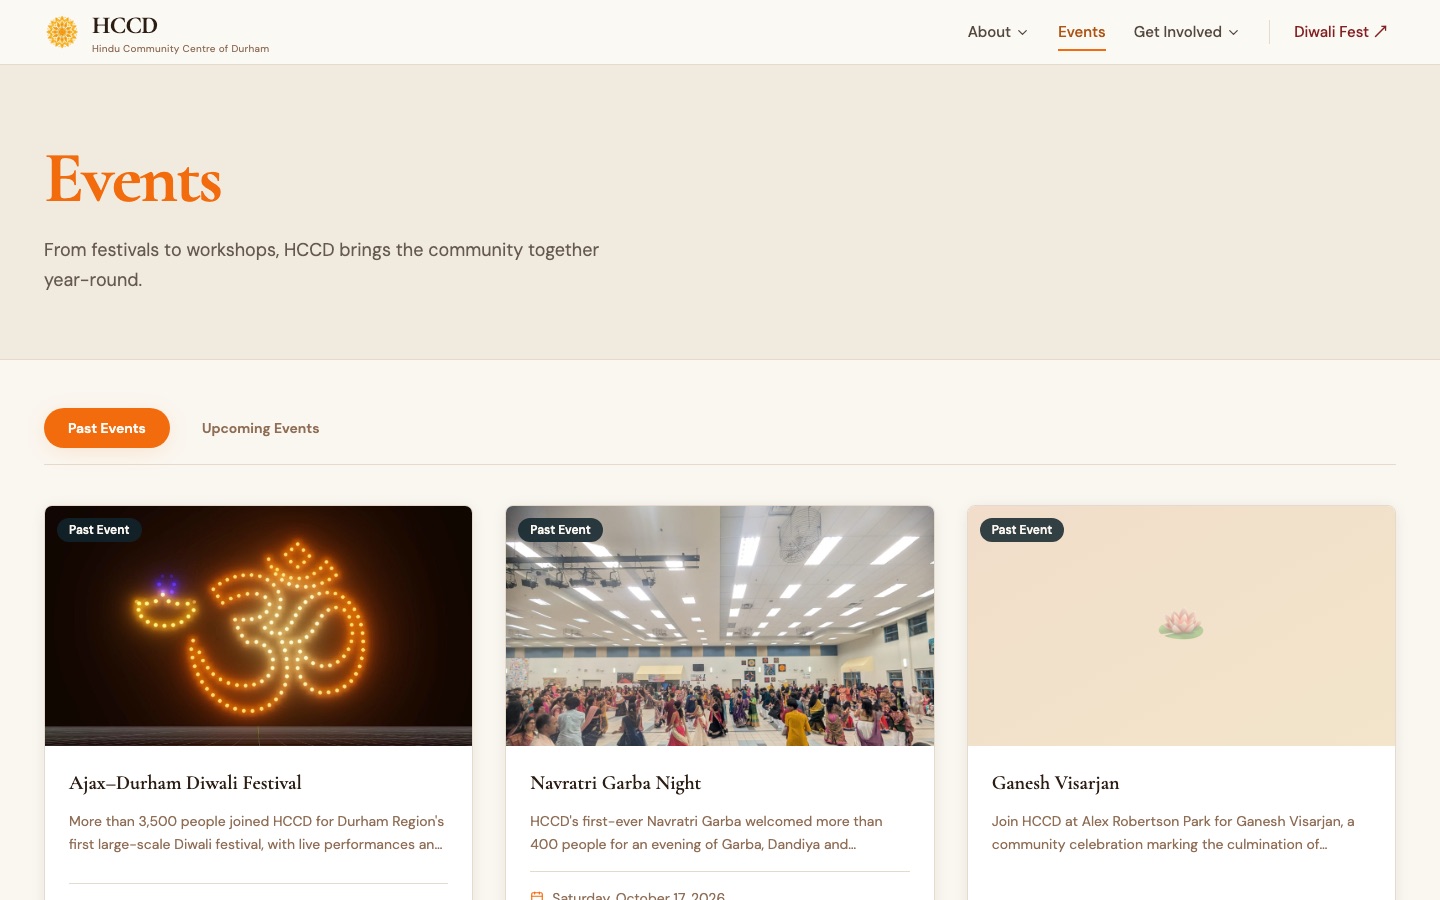 HCCD
Hindu Community Centre of Durham
About
Events
Get Involved
Diwali Fest ↗
Events
From festivals to workshops, HCCD brings the community together
year-round.
Past Events
Upcoming Events
Past Event
Past Event
Past Event
Ajax–Durham Diwali Festival
More than 3,500 people joined HCCD for Durham Region's
first large-scale Diwali festival, with live performances an…
Navratri Garba Night
HCCD's first-ever Navratri Garba welcomed more than
400 people for an evening of Garba, Dandiya and…
Saturday, October 17, 2026
Ganesh Visarjan
Join HCCD at Alex Robertson Park for Ganesh Visarjan, a
community celebration marking the culmination of…